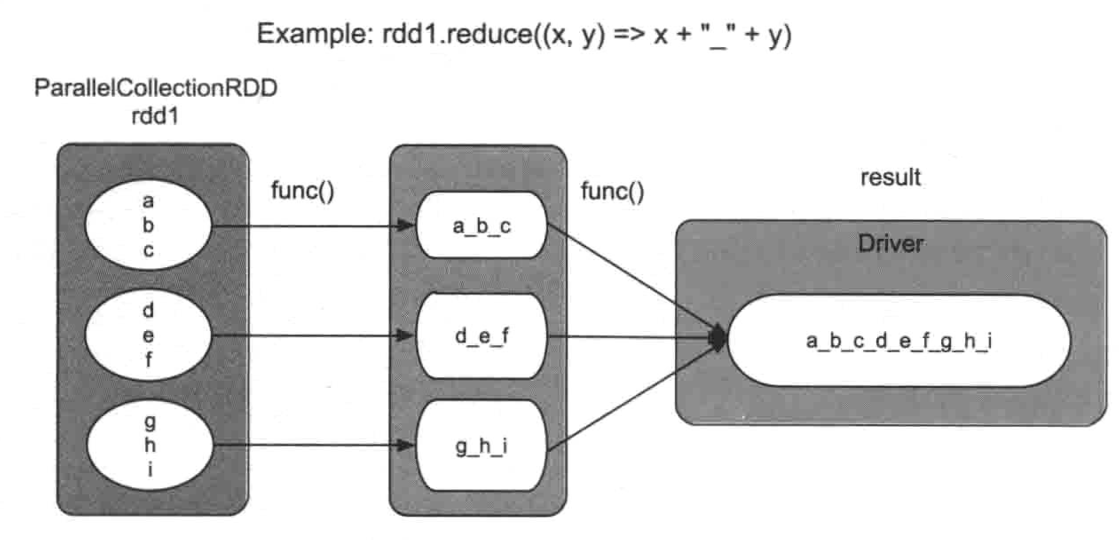 Example: rdd1.reduce((x, y) => x + "_" + y)
ParallelCollectionRDD
rdd1
a
b
c
d
e
f
g
h
i
func()
a_b_c
d_e_f
g_h_i
func()
result
Driver
a_b_c_d_e_f_g_h_i